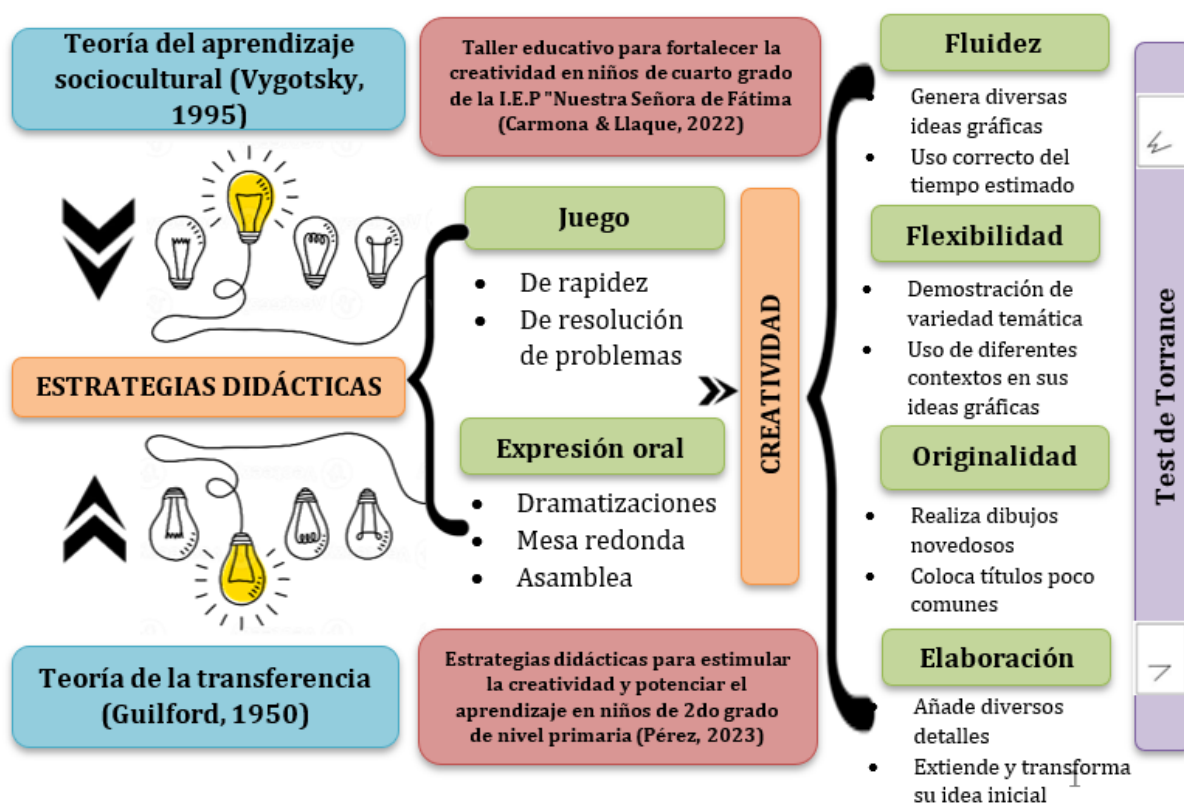 Teoría del aprendizaje
sociocultural (Vygotsky,
1995)
Taller educativo para fortalecer la
creatividad en niños de cuarto grado
de la I.E.P "Nuestra Señora de Fátima
(Carmona & Llaque, 2022)
ESTRATEGIAS DIDÁCTICAS
Juego
• De rapidez
• De resolución
de problemas
Expresión oral
• Dramatizaciones
• Mesa redonda
• Asamblea
Teoría de la transferencia
(Guilford, 1950)
Estrategias didácticas para estimular
la creatividad y potenciar el
aprendizaje en niños de 2do grado
de nivel primaria (Pérez, 2023)
CREATIVIDAD
Fluidez
• Genera diversas
ideas gráficas
• Uso correcto del
tiempo estimado
Flexibilidad
• Demostración de
variedad temática
• Uso de diferentes
contextos en sus
ideas gráficas
Originalidad
• Realiza dibujos
novedosos
• Coloca títulos poco
comunes
Elaboración
• Añade diversos
detalles
• Extiende y transforma
su idea inicial
Test de Torrance